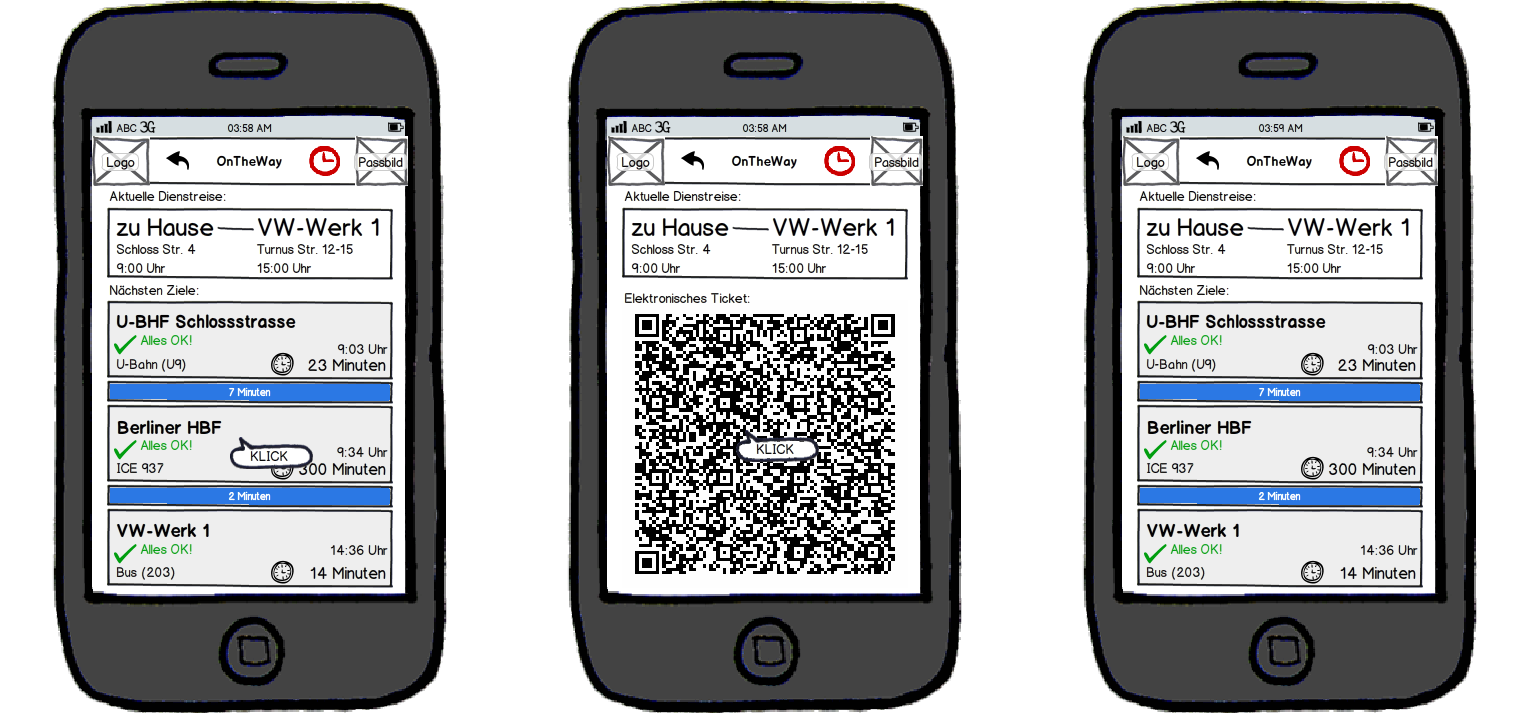 ABC 3G 03:58 AM
Logo OnTheWay Passbild
Aktuelle Dienstreise:
zu Hause VW-Werk 1
Schloss Str. 4 Turnus Str. 12-15
9:00 Uhr 15:00 Uhr
Nächsten Ziele:
U-BHF Schlossstrasse
Alles OK! 9:03 Uhr
U-Bahn (U9) 23 Minuten
7 Minuten
Berliner HBF
Alles OK! KLICK 9:34 Uhr
ICE 937 300 Minuten
2 Minuten
VW-Werk 1
Alles OK! 14:36 Uhr
Bus (203) 14 Minuten
ABC 3G 03:58 AM
Logo OnTheWay Passbild
Aktuelle Dienstreise:
zu Hause VW-Werk 1
Schloss Str. 4 Turnus Str. 12-15
9:00 Uhr 15:00 Uhr
Elektronisches Ticket:
KLICK
ABC 3G 03:59 AM
Logo OnTheWay Passbild
Aktuelle Dienstreise:
zu Hause VW-Werk 1
Schloss Str. 4 Turnus Str. 12-15
9:00 Uhr 15:00 Uhr
Nächsten Ziele:
U-BHF Schlossstrasse
Alles OK! 9:03 Uhr
U-Bahn (U9) 23 Minuten
7 Minuten
Berliner HBF
Alles OK! 9:34 Uhr
ICE 937 300 Minuten
2 Minuten
VW-Werk 1
Alles OK! 14:36 Uhr
Bus (203) 14 Minuten